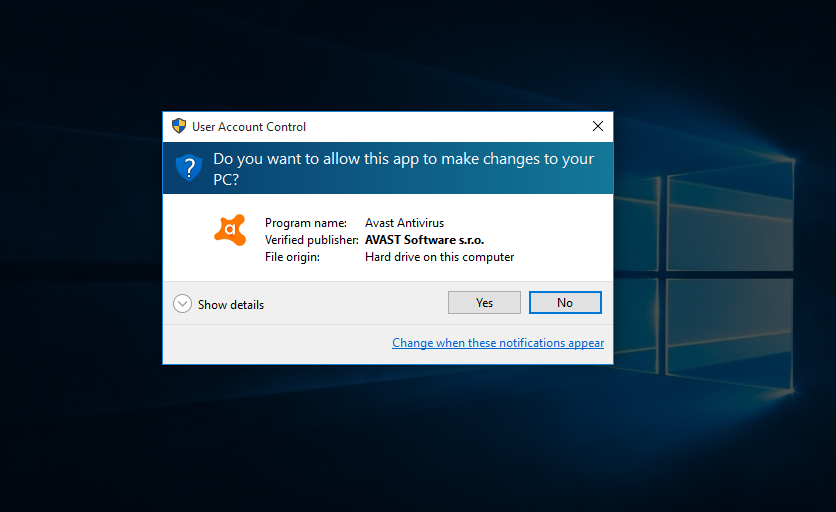 User Account Control
Do you want to allow this app to make changes to your
PC?
a
Program name: Avast Antivirus
Verified publisher: AVAST Software s.r.o.
File origin: Hard drive on this computer
Show details
Yes
No
Change when these notifications appear